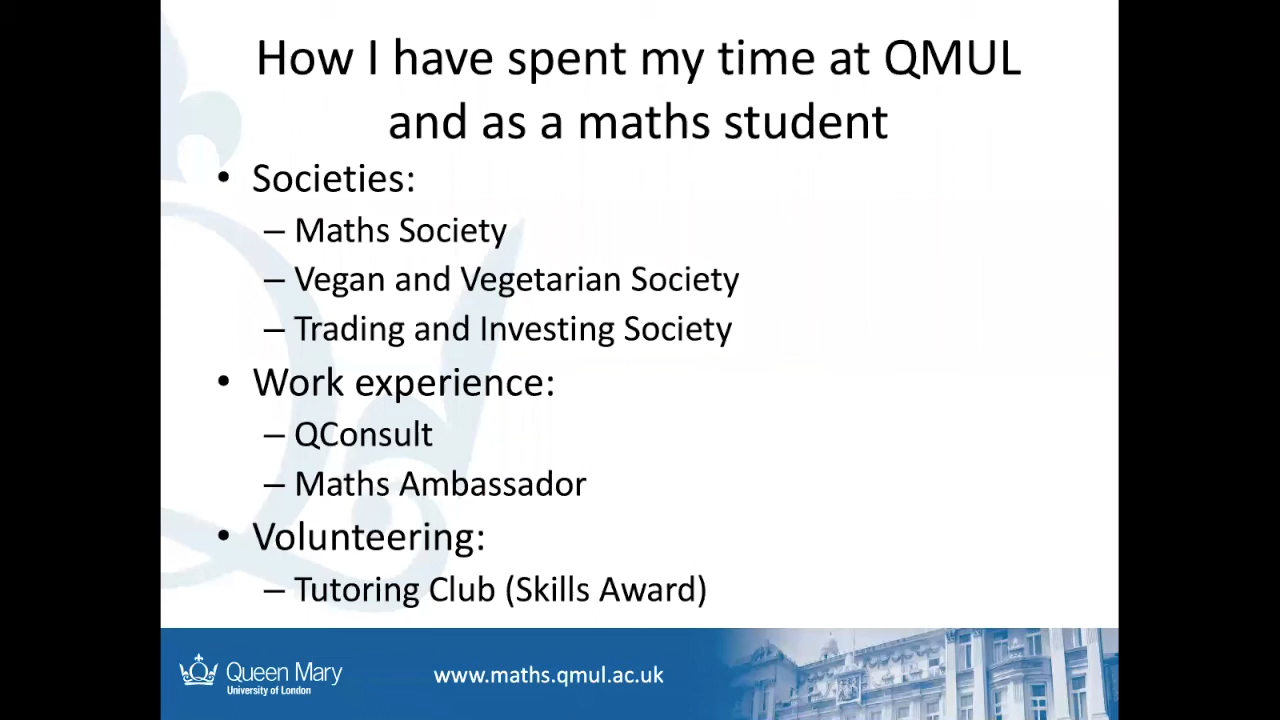 How I have spent my time at QMUL
and as a maths student
• Societies:
– Maths Society
– Vegan and Vegetarian Society
– Trading and Investing Society
• Work experience:
– QConsult
– Maths Ambassador
• Volunteering:
– Tutoring Club (Skills Award)
Queen Mary
University of London
www.maths.qmul.ac.uk